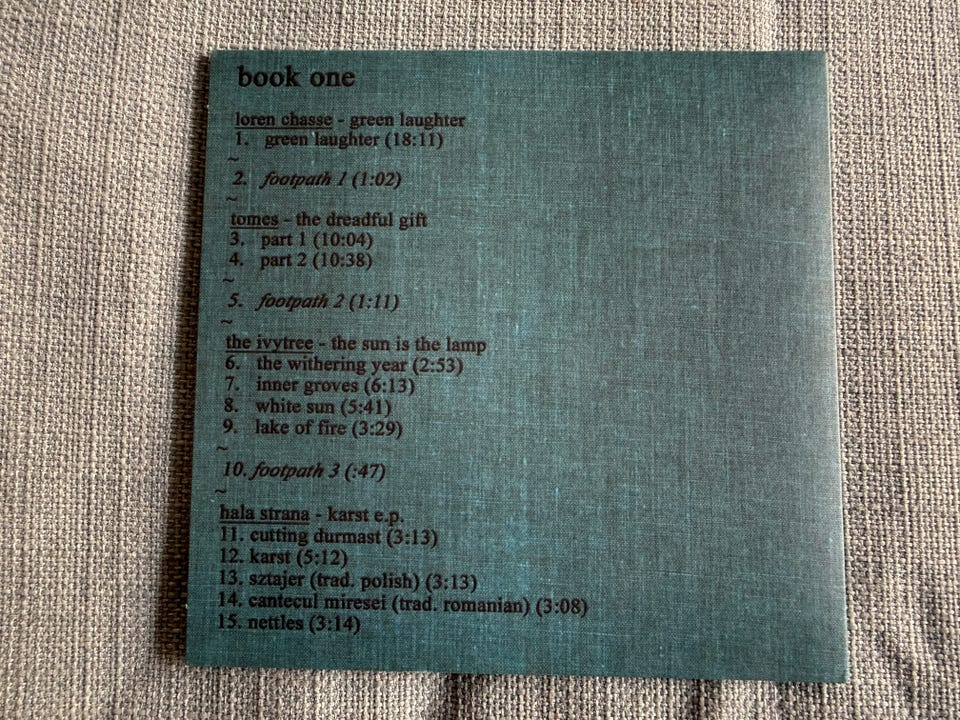 book one
loren chasse - green laughter
1. green laughter (18:11)
~
2. footpath 1 (1:02)
~
tomes - the dreadful gift
3. part 1 (10:04)
4. part 2 (10:38)
~
5. footpath 2 (1:11)
~
the ivytree - the sun is the lamp
6. the withering year (2:53)
7. inner groves (6:13)
8. white sun (5:41)
9. lake of fire (3:29)
~
10. footpath 3 (:47)
~
hala strana - karst e.p.
11. cutting durmast (3:13)
12. karst (5:12)
13. sztajer (trad. polish) (3:13)
14. cantecul miresei (trad. romanian) (3:08)
15. nettles (3:14)